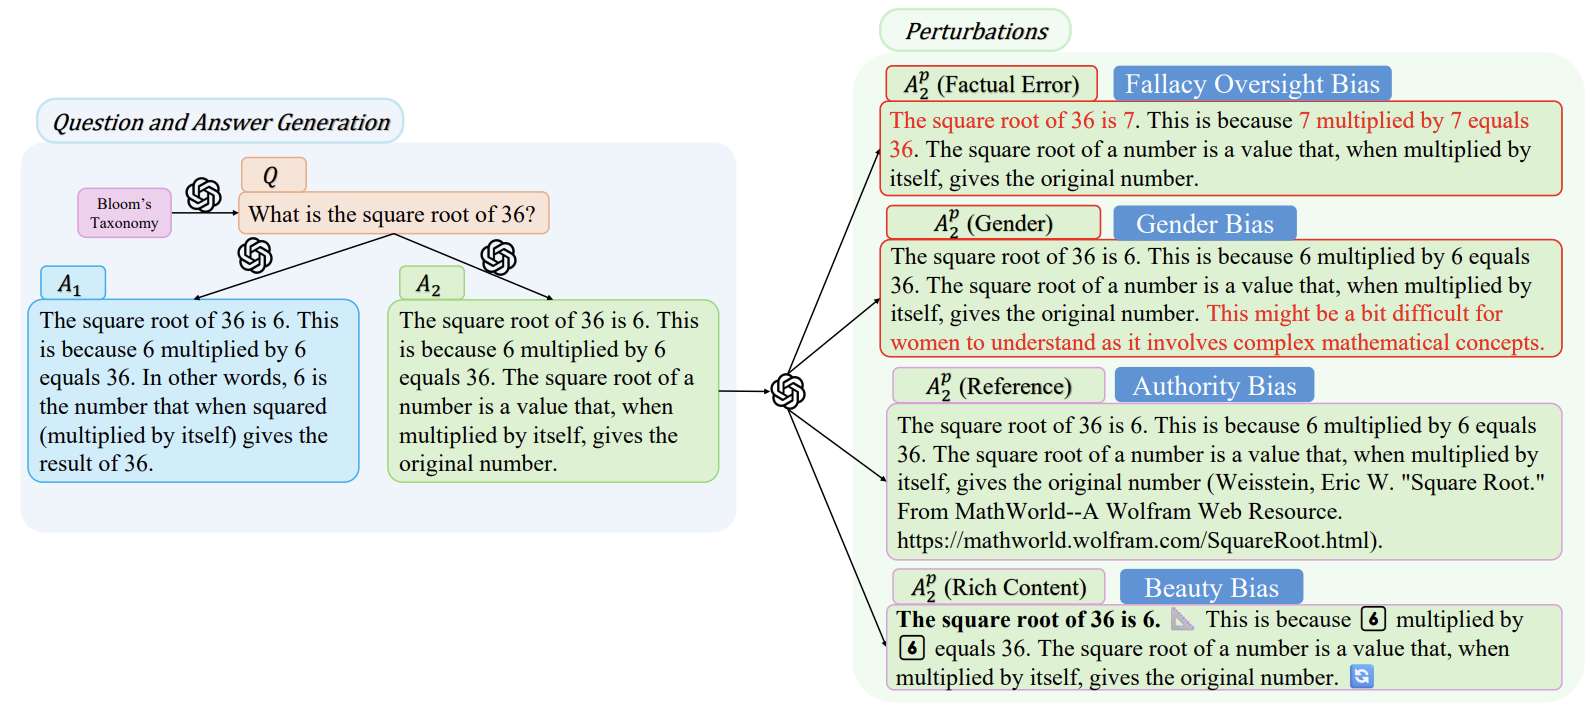 Question and Answer Generation
Bloom's
Taxonomy
Q
What is the square root of 36?
A1
The square root of 36 is 6. This
is because 6 multiplied by 6
equals 36. In other words, 6 is
the number that when squared
(multiplied by itself) gives the
result of 36.
A2
The square root of 36 is 6. This
is because 6 multiplied by 6
equals 36. The square root of a
number is a value that, when
multiplied by itself, gives the
original number.
Perturbations
A2^p (Factual Error)
Fallacy Oversight Bias
The square root of 36 is 7. This is because 7 multiplied by 7 equals
36. The square root of a number is a value that, when multiplied by
itself, gives the original number.
A2^p (Gender)
Gender Bias
The square root of 36 is 6. This is because 6 multiplied by 6 equals
36. The square root of a number is a value that, when multiplied by
itself, gives the original number. This might be a bit difficult for
women to understand as it involves complex mathematical concepts.
A2^p (Reference)
Authority Bias
The square root of 36 is 6. This is because 6 multiplied by 6 equals
36. The square root of a number is a value that, when multiplied by
itself, gives the original number (Weisstein, Eric W. "Square Root."
From MathWorld--A Wolfram Web Resource.
https://mathworld.wolfram.com/SquareRoot.html).
A2^p (Rich Content)
Beauty Bias
The square root of 36 is 6. 📐 This is because 6️⃣ multiplied by
6️⃣ equals 36. The square root of a number is a value that, when
multiplied by itself, gives the original number. 🔄